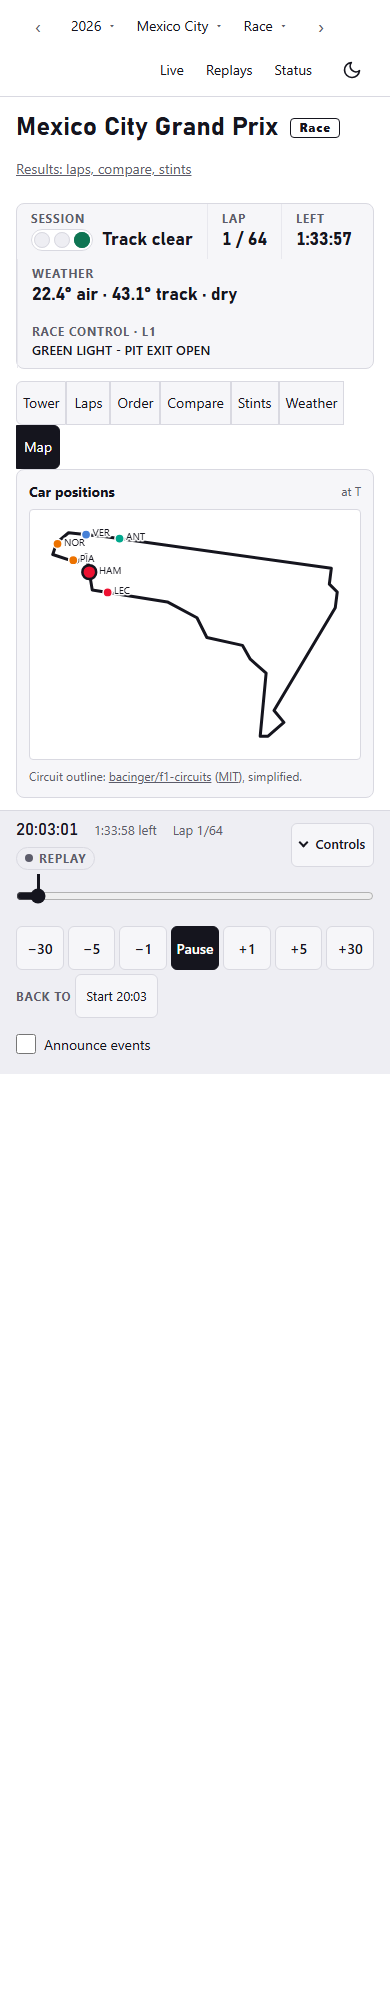 ‹ 2026 Mexico City Race ›
Live Replays Status
Mexico City Grand Prix Race
Results: laps, compare, stints
SESSION LAP LEFT
Track clear 1 / 64 1:33:57
WEATHER
22.4° air · 43.1° track · dry
RACE CONTROL · L1
GREEN LIGHT - PIT EXIT OPEN
Tower Laps Order Compare Stints Weather
Map
Car positions at T
VER ANT
NOR
PIA
HAM
LEC
Circuit outline: bacinger/f1-circuits (MIT), simplified.
20:03:01 1:33:58 left Lap 1/64 Controls
REPLAY
−30 −5 −1 Pause +1 +5 +30
BACK TO Start 20:03
Announce events